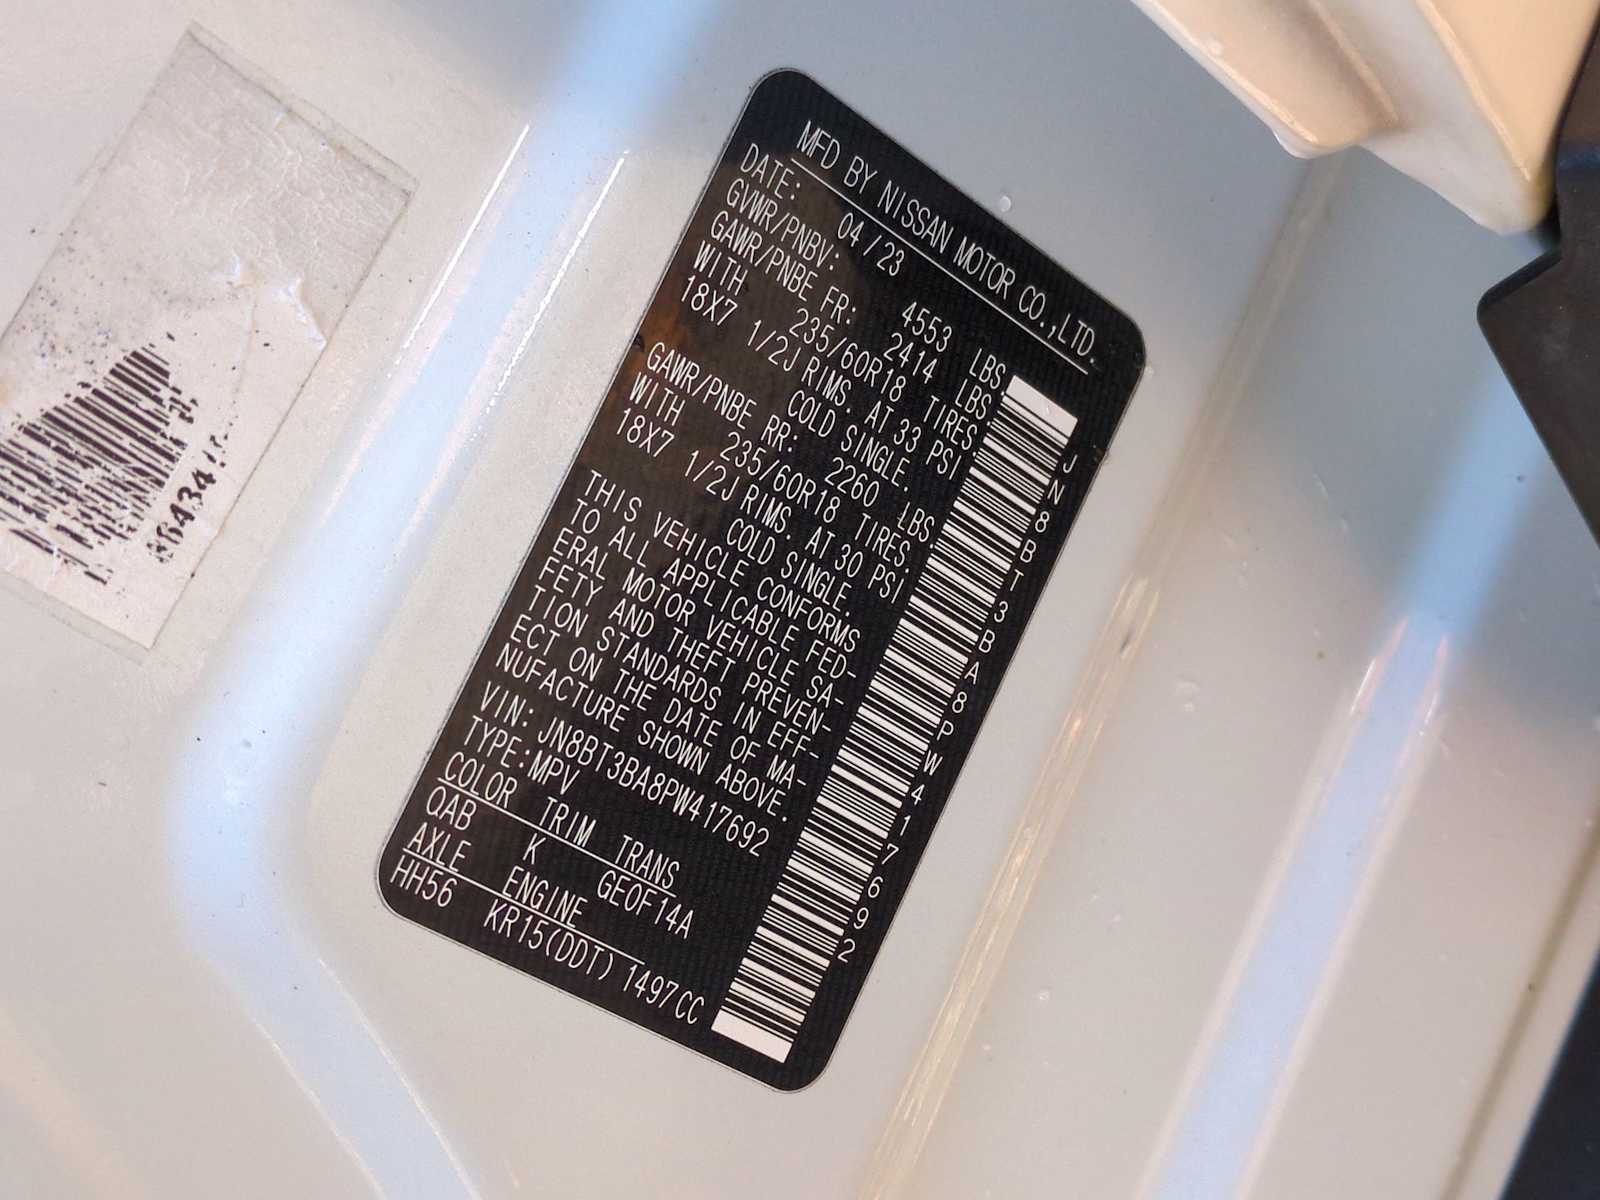 MFD BY NISSAN MOTOR CO.,LTD.
DATE: 04/23
GVWR/PNBV: 4553 LBS
GAWR/PNBE FR: 2414 LBS
WITH 235/60R18 TIRES
18X7 1/2J RIMS. AT 33 PSI
COLD SINGLE.
GAWR/PNBE RR: 2260 LBS
WITH 235/60R18 TIRES.
18X7 1/2J RIMS. AT 30 PSI
COLD SINGLE.
THIS VEHICLE CONFORMS
TO ALL APPLICABLE FED-
ERAL MOTOR VEHICLE SA-
FETY AND THEFT PREVEN-
TION STANDARDS IN EFF-
ECT ON THE DATE OF MA-
NUFACTURE SHOWN ABOVE.
VIN: JN8BT3BA8PW417692
TYPE:MPV
COLOR TRIM TRANS
QAB K GE0F14A
AXLE ENGINE
HH56 KR15(DDT) 1497CC
JN8BT3BA8PW417692